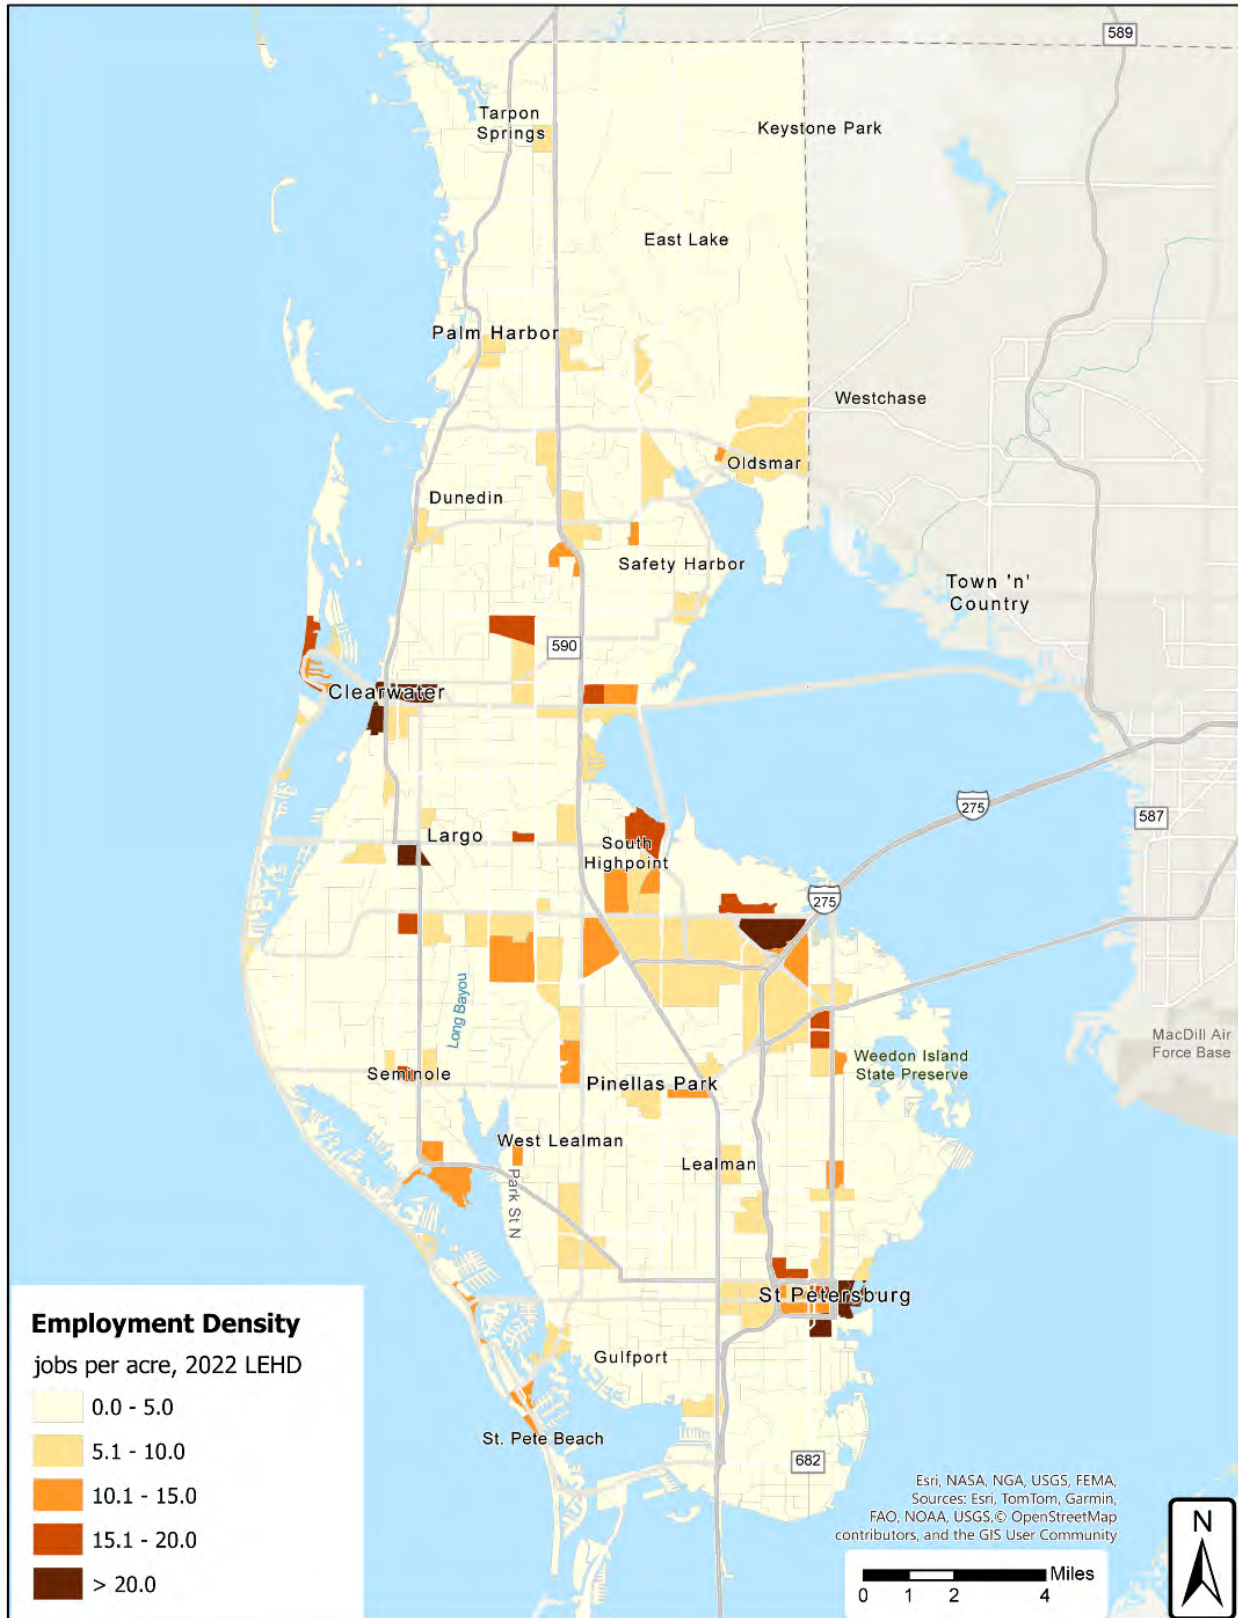 589
Tarpon
Springs
Keystone Park
East Lake
Palm Harbor
Westchase
Oldsmar
Dunedin
Safety Harbor
Town 'n'
Country
590
Clearwater
275
587
Largo
South
Highpoint
275
Long Bayou
MacDill Air
Force Base
Weedon Island
State Preserve
Seminole
Pinellas Park
West Lealman
Lealman
Park St N
St Petersburg
Gulfport
St. Pete Beach
682
Employment Density
jobs per acre, 2022 LEHD
0.0 - 5.0
5.1 - 10.0
10.1 - 15.0
15.1 - 20.0
> 20.0
Esri, NASA, NGA, USGS, FEMA,
Sources: Esri, TomTom, Garmin,
FAO, NOAA, USGS,© OpenStreetMap
contributors, and the GIS User Community
Miles
0 1 2 4
N